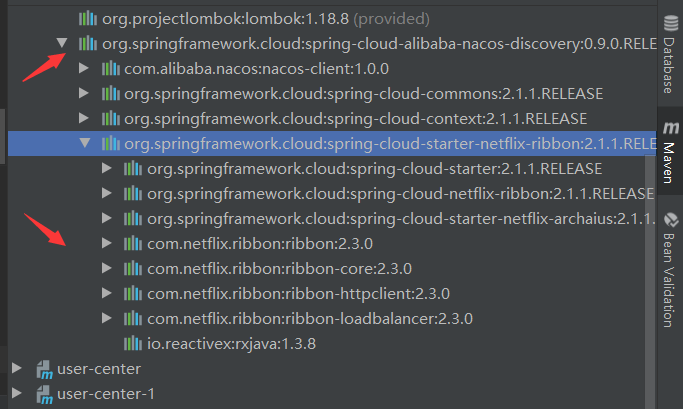 org.projectlombok:lombok:1.18.8 (provided)
org.springframework.cloud:spring-cloud-alibaba-nacos-discovery:0.9.0.RELE
com.alibaba.nacos:nacos-client:1.0.0
org.springframework.cloud:spring-cloud-commons:2.1.1.RELEASE
org.springframework.cloud:spring-cloud-context:2.1.1.RELEASE
org.springframework.cloud:spring-cloud-starter-netflix-ribbon:2.1.1.RELE
org.springframework.cloud:spring-cloud-starter:2.1.1.RELEASE
org.springframework.cloud:spring-cloud-netflix-ribbon:2.1.1.RELEASE
org.springframework.cloud:spring-cloud-starter-netflix-archaius:2.1.1.
com.netflix.ribbon:ribbon:2.3.0
com.netflix.ribbon:ribbon-core:2.3.0
com.netflix.ribbon:ribbon-httpclient:2.3.0
com.netflix.ribbon:ribbon-loadbalancer:2.3.0
io.reactivex:rxjava:1.3.8
user-center
user-center-1
Database
Maven
Bean Validation